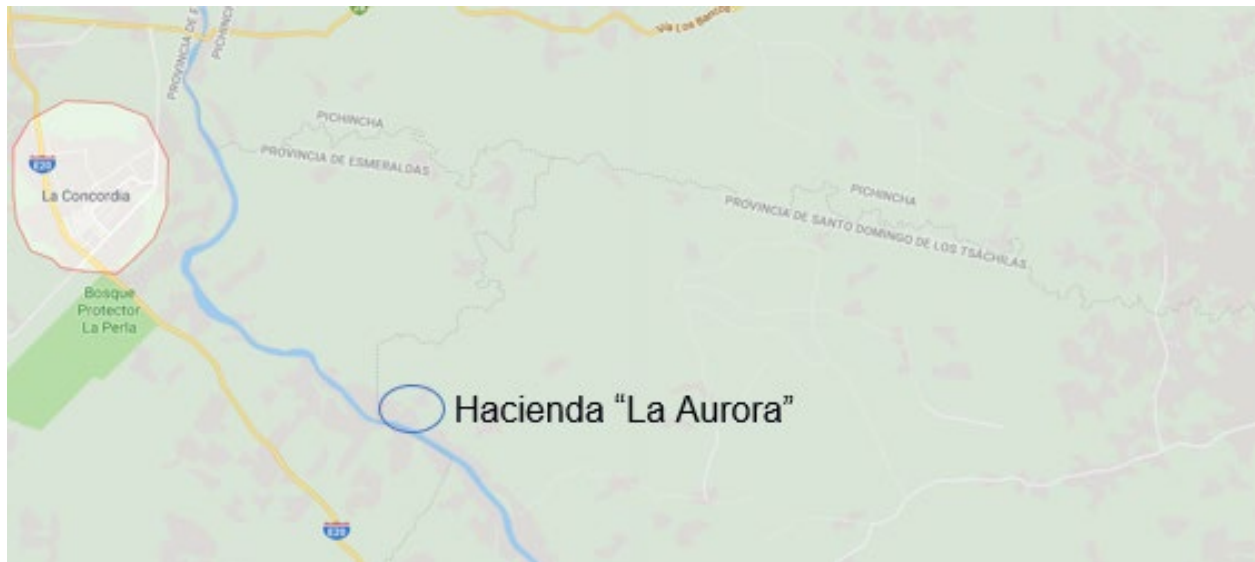 Vía Los Bancos
PROVINCIA DE E
PICHINCHA
PICHINCHA
PROVINCIA DE ESMERALDAS
E20
La Concordia
PICHINCHA
PROVINCIA DE SANTO DOMINGO DE LOS TSÁCHILAS
Bosque
Protector
La Perla
Hacienda “La Aurora”
E20